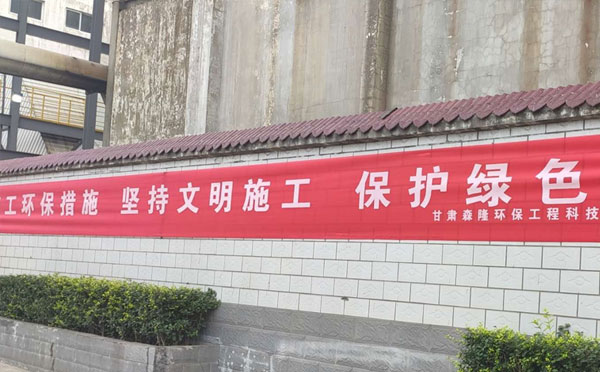 工环保措施 坚持文明施工 保护绿色
甘肃森隆环保工程科技